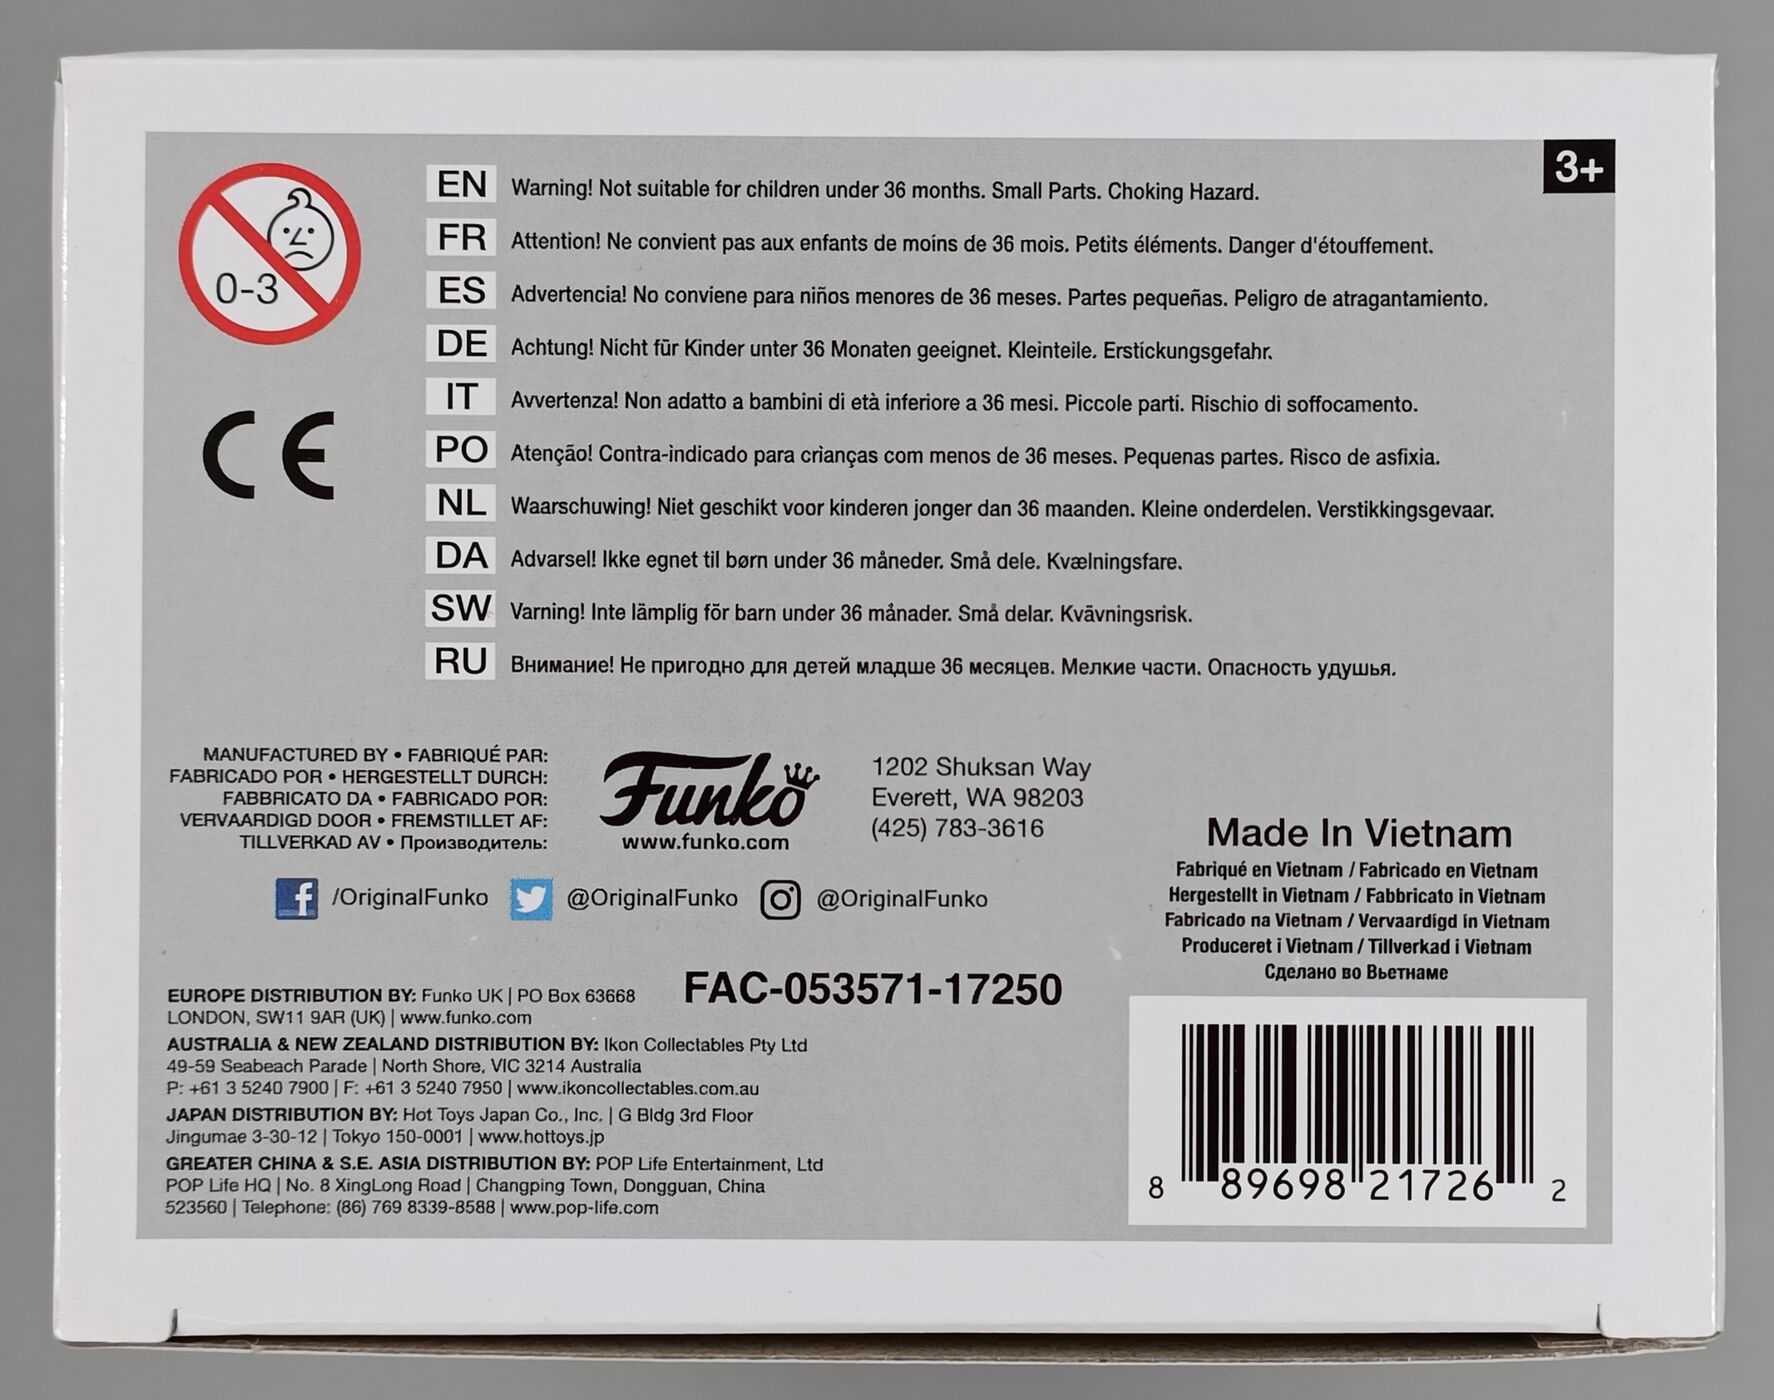 3+
0-3
CE
EN Warning! Not suitable for children under 36 months. Small Parts. Choking Hazard.
FR Attention! Ne convient pas aux enfants de moins de 36 mois. Petits éléments. Danger d'étouffement.
ES Advertencia! No conviene para niños menores de 36 meses. Partes pequeñas. Peligro de atragantamiento.
DE Achtung! Nicht für Kinder unter 36 Monaten geeignet. Kleinteile. Erstickungsgefahr.
IT Avvertenza! Non adatto a bambini di età inferiore a 36 mesi. Piccole parti. Rischio di soffocamento.
PO Atenção! Contra-indicado para crianças com menos de 36 meses. Pequenas partes. Risco de asfixia.
NL Waarschuwing! Niet geschikt voor kinderen jonger dan 36 maanden. Kleine onderdelen. Verstikkingsgevaar.
DA Advarsel! Ikke egnet til børn under 36 måneder. Små dele. Kvælningsfare.
SW Varning! Inte lämplig för barn under 36 månader. Små delar. Kvävningsrisk.
RU Внимание! Не пригодно для детей младше 36 месяцев. Мелкие части. Опасность удушья.
MANUFACTURED BY • FABRIQUÉ PAR:
FABRICADO POR • HERGESTELLT DURCH:
FABBRICATO DA • FABRICADO POR:
VERVAARDIGD DOOR • FREMSTILLET AF:
TILLVERKAD AV • Производитель:
Funko
www.funko.com
1202 Shuksan Way
Everett, WA 98203
(425) 783-3616
/OriginalFunko @OriginalFunko @OriginalFunko
Made In Vietnam
Fabriqué en Vietnam / Fabricado en Vietnam
Hergestellt in Vietnam / Fabbricato in Vietnam
Fabricado na Vietnam / Vervaardigd in Vietnam
Produceret i Vietnam / Tillverkad i Vietnam
Сделано во Вьетнаме
FAC-053571-17250
EUROPE DISTRIBUTION BY: Funko UK | PO Box 63668
LONDON, SW11 9AR (UK) | www.funko.com
AUSTRALIA & NEW ZEALAND DISTRIBUTION BY: Ikon Collectables Pty Ltd
49-59 Seabeach Parade | North Shore, VIC 3214 Australia
P: +61 3 5240 7900 | F: +61 3 5240 7950 | www.ikoncollectables.com.au
JAPAN DISTRIBUTION BY: Hot Toys Japan Co., Inc. | G Bldg 3rd Floor
Jingumae 3-30-12 | Tokyo 150-0001 | www.hottoys.jp
GREATER CHINA & S.E. ASIA DISTRIBUTION BY: POP Life Entertainment, Ltd
POP Life HQ | No. 8 XingLong Road | Changping Town, Dongguan, China
523560 | Telephone: (86) 769 8339-8588 | www.pop-life.com
8 89698 21726 2